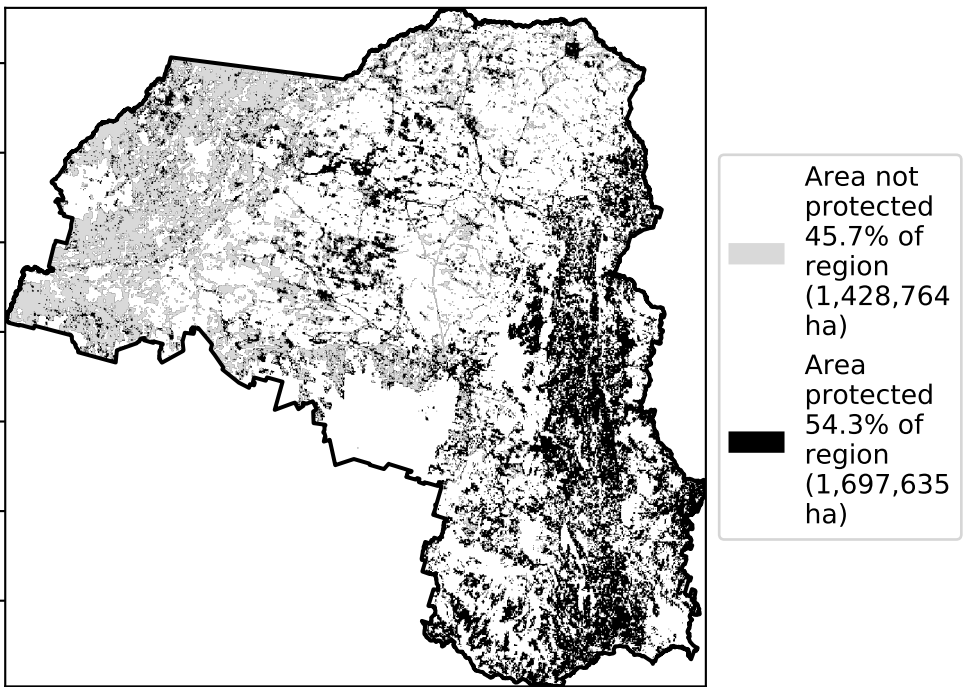 Area not
protected
45.7% of
region
(1,428,764
ha)
Area
protected
54.3% of
region
(1,697,635
ha)